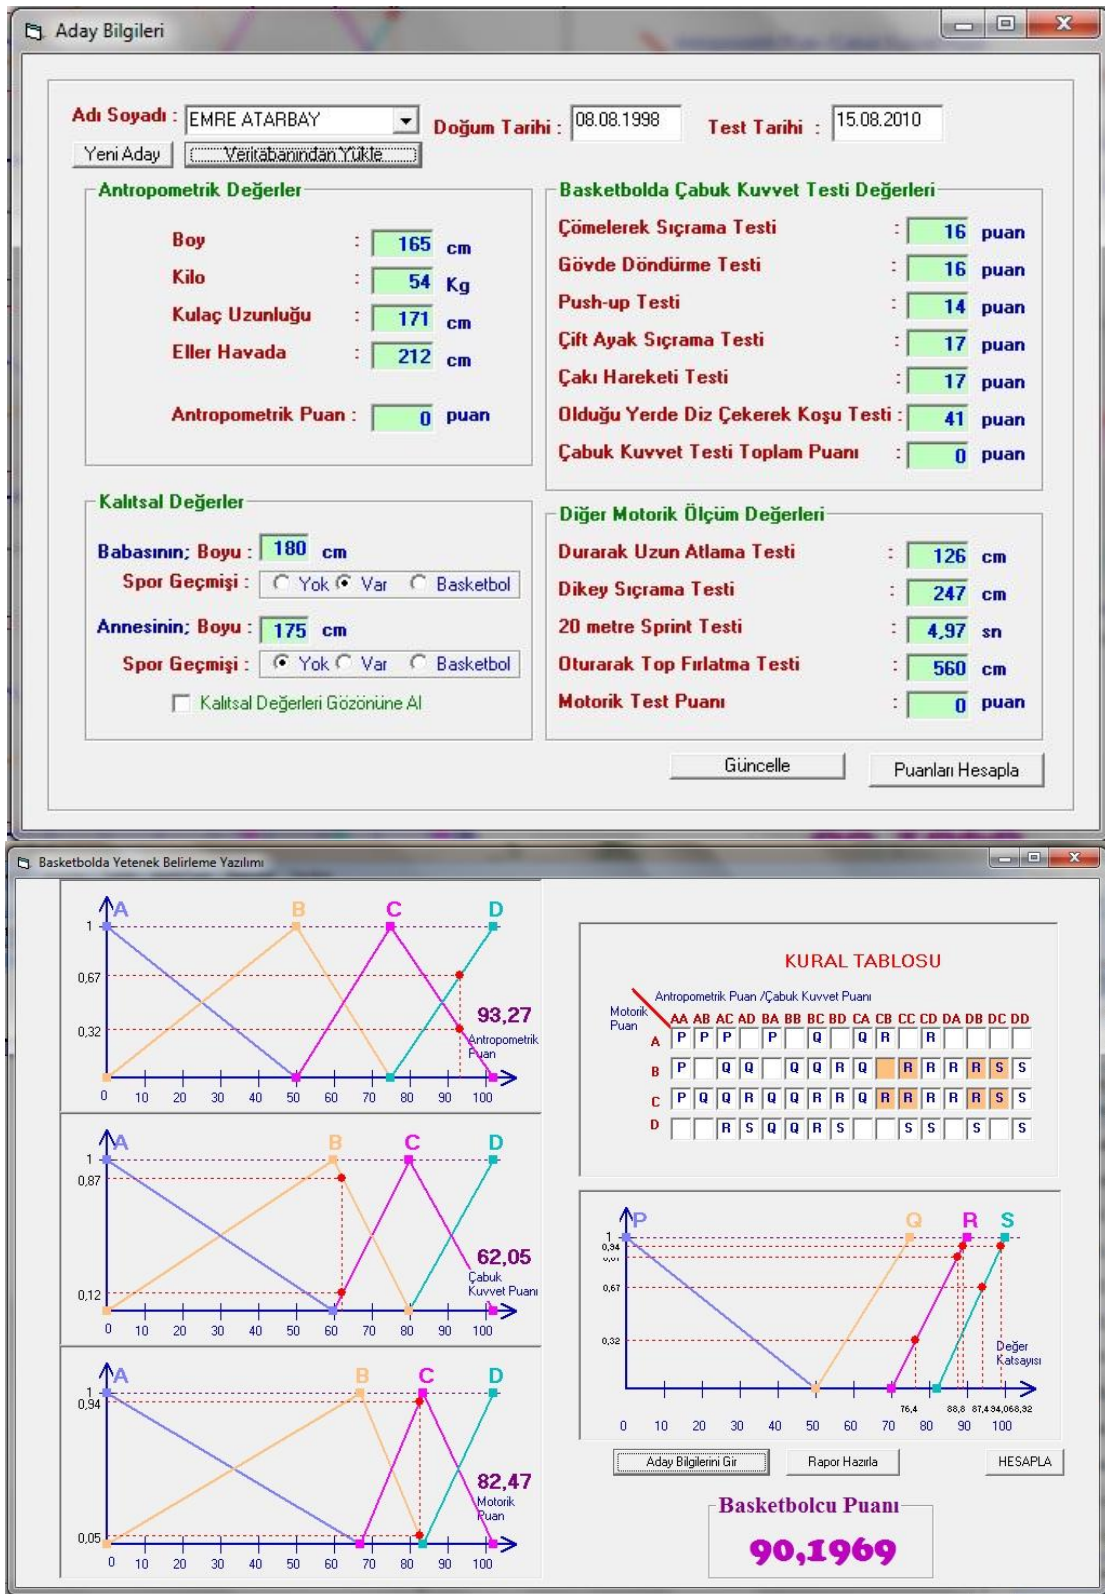 Aday Bilgileri
Adı Soyadı : EMRE ATARBAY Doğum Tarihi : 08.08.1998 Test Tarihi : 15.08.2010
Yeni Aday Veritabanından Yükle
Antropometrik Değerler
Boy : 165 cm
Kilo : 54 Kg
Kulaç Uzunluğu : 171 cm
Eller Havada : 212 cm
Antropometrik Puan : 0 puan
Basketbolda Çabuk Kuvvet Testi Değerleri
Çömelerek Sıçrama Testi : 16 puan
Gövde Döndürme Testi : 16 puan
Push-up Testi : 14 puan
Çift Ayak Sıçrama Testi : 17 puan
Çakı Hareketi Testi : 17 puan
Olduğu Yerde Diz Çekerek Koşu Testi : 41 puan
Çabuk Kuvvet Testi Toplam Puanı : 0 puan
Kalıtsal Değerler
Babasının; Boyu : 180 cm
Spor Geçmişi : Yok Var Basketbol
Annesinin; Boyu : 175 cm
Spor Geçmişi : Yok Var Basketbol
Kalıtsal Değerleri Gözönüne Al
Diğer Motorik Ölçüm Değerleri
Durarak Uzun Atlama Testi : 126 cm
Dikey Sıçrama Testi : 247 cm
20 metre Sprint Testi : 4,97 sn
Oturarak Top Fırlatma Testi : 560 cm
Motorik Test Puanı : 0 puan
Güncelle Puanları Hesapla
Basketbolda Yetenek Belirleme Yazılımı
A B C D
1
0,67
0,32
93,27
Antropometrik
Puan
0 10 20 30 40 50 60 70 80 90 100
A B C D
1
0,87
0,12
62,05
Çabuk
Kuvvet Puanı
0 10 20 30 40 50 60 70 80 90 100
A B C D
1
0,94
0,05
82,47
Motorik
Puan
0 10 20 30 40 50 60 70 80 90 100
KURAL TABLOSU
Antropometrik Puan /Çabuk Kuvvet Puanı
Motorik
Puan
AA AB AC AD BA BB BC BD CA CB CC CD DA DB DC DD
A P P P P Q Q R R
B P Q Q Q Q R Q R R R R S S
C P Q Q R Q Q R R Q R R R R R S S
D R S Q Q R S S S S S
P Q R S
1
0,94
0,67
0,32
Değer
Katsayısı
76,4 88,8 87,4
0 10 20 30 40 50 60 70 80 90 100
Aday Bilgilerini Gir Rapor Hazırla HESAPLA
Basketbolcu Puanı
90,1969